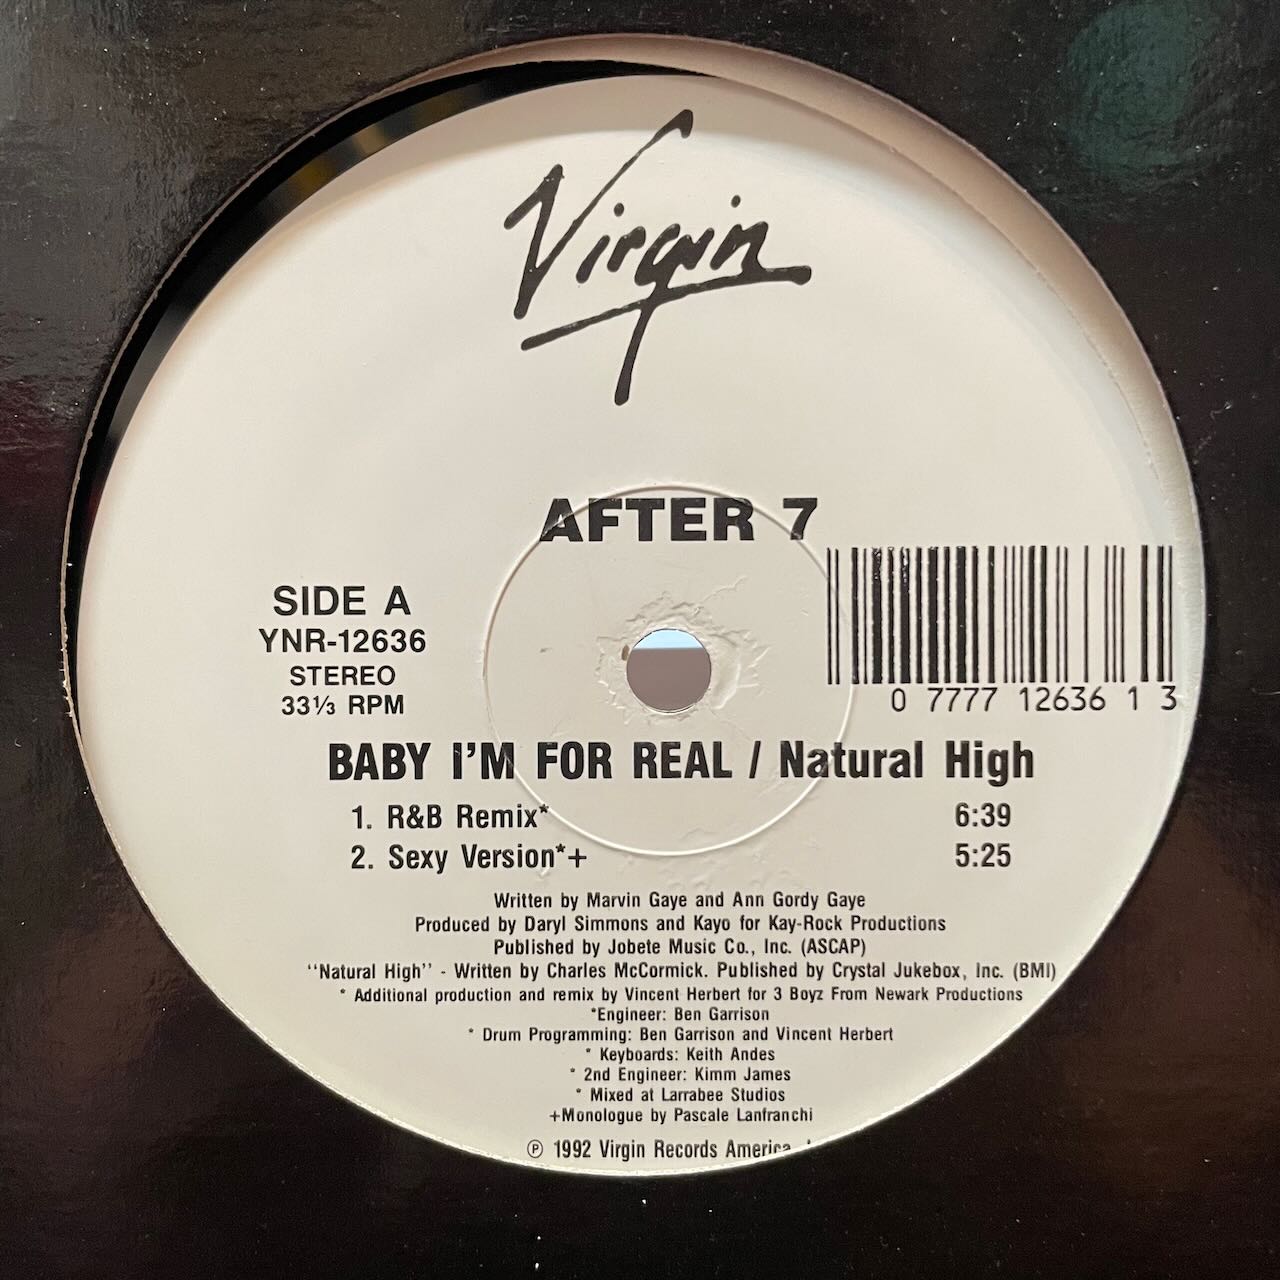 Virgin
AFTER 7
SIDE A
YNR-12636
STEREO
33⅓ RPM
0 7777 12636 1 3
BABY I'M FOR REAL / Natural High
1. R&B Remix* 6:39
2. Sexy Version*+ 5:25
Written by Marvin Gaye and Ann Gordy Gaye
Produced by Daryl Simmons and Kayo for Kay-Rock Productions
Published by Jobete Music Co., Inc. (ASCAP)
''Natural High'' - Written by Charles McCormick. Published by Crystal Jukebox, Inc. (BMI)
* Additional production and remix by Vincent Herbert for 3 Boyz From Newark Productions
*Engineer: Ben Garrison
* Drum Programming: Ben Garrison and Vincent Herbert
* Keyboards: Keith Andes
* 2nd Engineer: Kimm James
* Mixed at Larrabee Studios
+Monologue by Pascale Lanfranchi
℗ 1992 Virgin Records America,